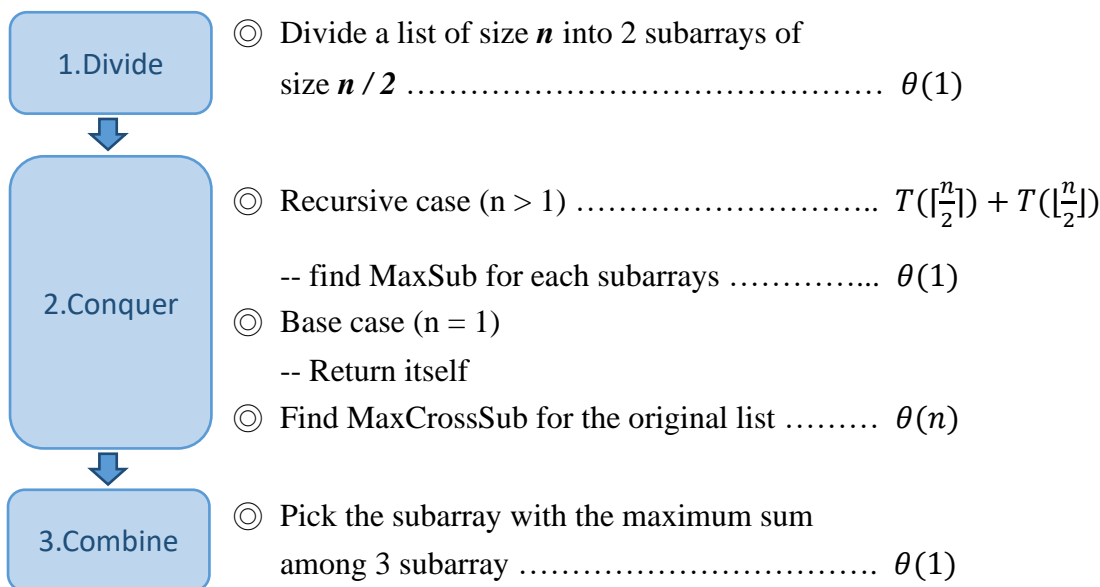 1.Divide
◎ Divide a list of size n into 2 subarrays of
size n / 2 ………………………………………… θ(1)
2.Conquer
◎ Recursive case (n > 1) ……………………….. T(⌈n/2⌉) + T(⌊n/2⌋)
-- find MaxSub for each subarrays …………... θ(1)
◎ Base case (n = 1)
-- Return itself
◎ Find MaxCrossSub for the original list ……… θ(n)
3.Combine
◎ Pick the subarray with the maximum sum
among 3 subarray ……………………………. θ(1)